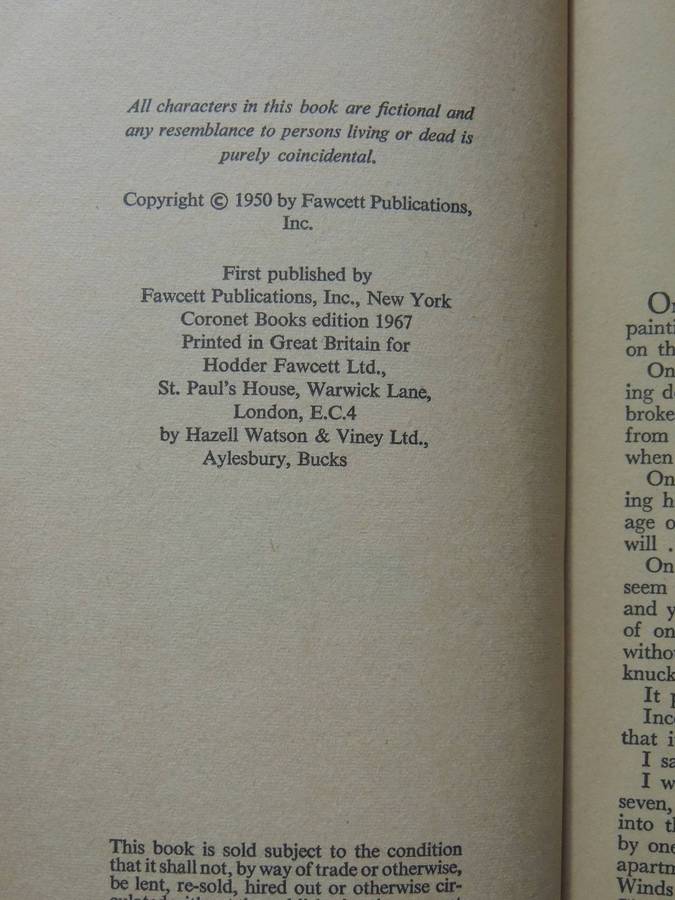 All characters in this book are fictional and
any resemblance to persons living or dead is
purely coincidental.
Copyright © 1950 by Fawcett Publications,
Inc.
First published by
Fawcett Publications, Inc., New York
Coronet Books edition 1967
Printed in Great Britain for
Hodder Fawcett Ltd.,
St. Paul's House, Warwick Lane,
London, E.C.4
by Hazell Watson & Viney Ltd.,
Aylesbury, Bucks
This book is sold subject to the condition
that it shall not, by way of trade or otherwise,
be lent, re-sold, hired out or otherwise cir-
on th
On
ing d
broke
from
when
On
ing h
age o
will .
On
seem
and y
of on
witho
knuck
It
Inc
that i
I sa
I w
seven,
into t
by one
apartm
Winds